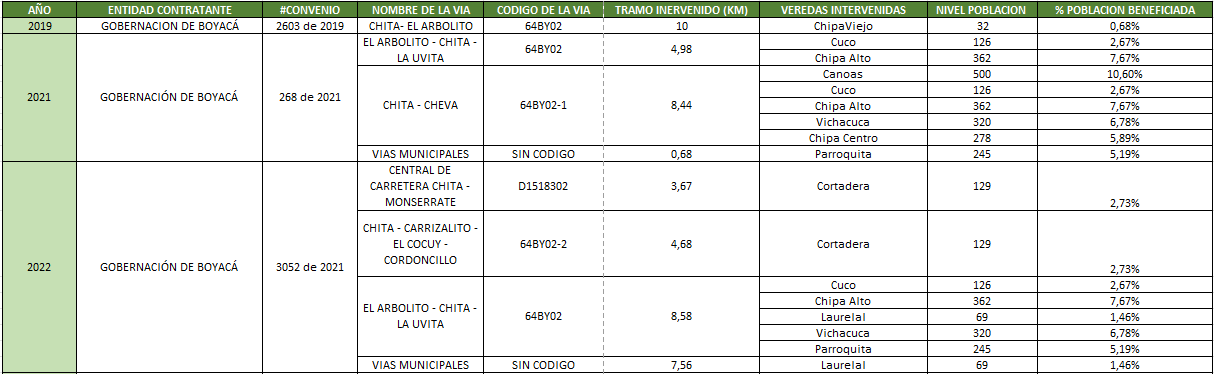 AÑO ENTIDAD CONTRATANTE #CONVENIO NOMBRE DE LA VIA CODIGO DE LA VIA TRAMO INERVENIDO (KM) VEREDAS INTERVENIDAS NIVEL POBLACION % POBLACION BENEFICIADA
2019 GOBERNACION DE BOYACÁ 2603 de 2019 CHITA- EL ARBOLITO 64BY02 10 ChipaViejo 32 0,68%
2021 GOBERNACIÓN DE BOYACÁ 268 de 2021
EL ARBOLITO - CHITA -
LA UVITA
64BY02 4,98
Cuco 126 2,67%
Chipa Alto 362 7,67%
CHITA - CHEVA 64BY02-1 8,44
Canoas 500 10,60%
Cuco 126 2,67%
Chipa Alto 362 7,67%
Vichacuca 320 6,78%
Chipa Centro 278 5,89%
VIAS MUNICIPALES SIN CODIGO 0,68 Parroquita 245 5,19%
2022 GOBERNACIÓN DE BOYACÁ 3052 de 2021
CENTRAL DE
CARRETERA CHITA -
MONSERRATE
D1518302 3,67 Cortadera 129 2,73%
CHITA - CARRIZALITO -
EL COCUY -
CORDONCILLO
64BY02-2 4,68 Cortadera 129 2,73%
EL ARBOLITO - CHITA -
LA UVITA
64BY02 8,58
Cuco 126 2,67%
Chipa Alto 362 7,67%
Laurelal 69 1,46%
Vichacuca 320 6,78%
Parroquita 245 5,19%
VIAS MUNICIPALES SIN CODIGO 7,56 Laurelal 69 1,46%